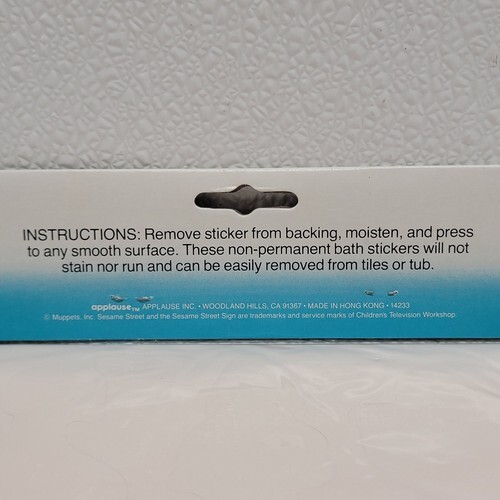 INSTRUCTIONS: Remove sticker from backing, moisten, and press
to any smooth surface. These non-permanent bath stickers will not
stain nor run and can be easily removed from tiles or tub.
applause™ APPLAUSE INC. • WOODLAND HILLS, CA 91367 • MADE IN HONG KONG • 14233
© Muppets, Inc. Sesame Street and the Sesame Street Sign are trademarks and service marks of Children's Television Workshop